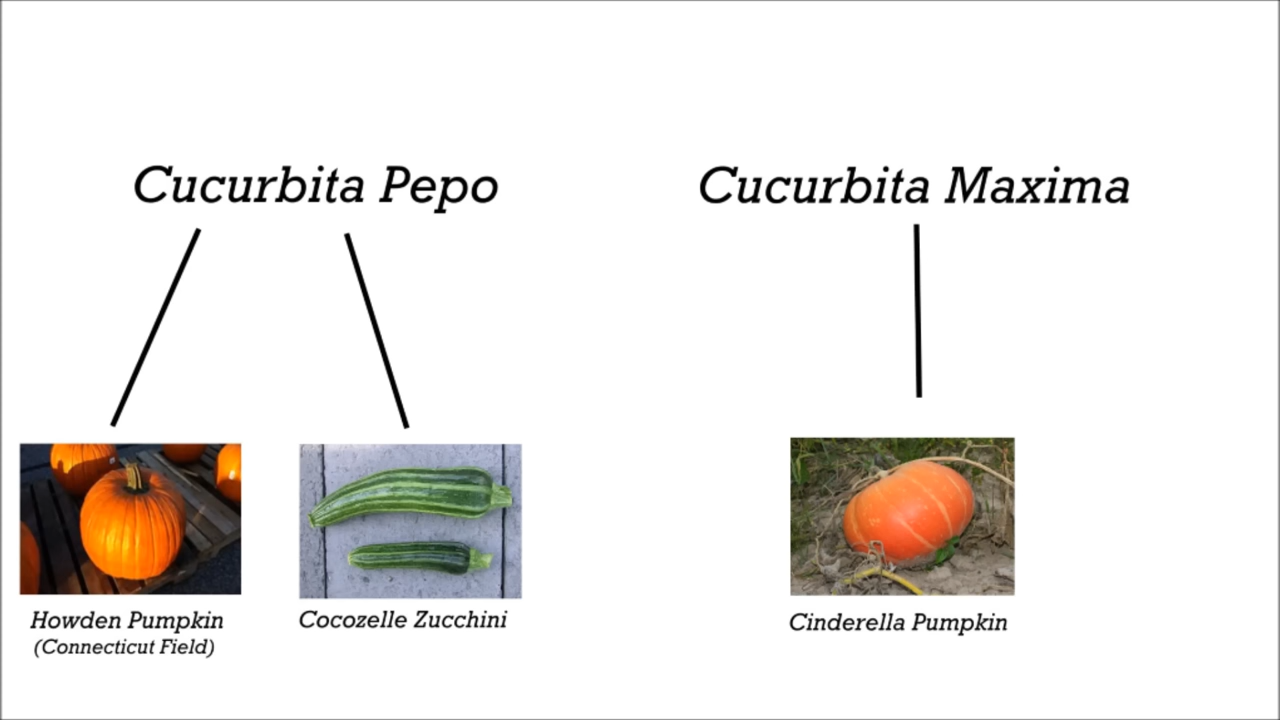 Cucurbita Pepo
Cucurbita Maxima
Howden Pumpkin
(Connecticut Field)
Cocozelle Zucchini
Cinderella Pumpkin